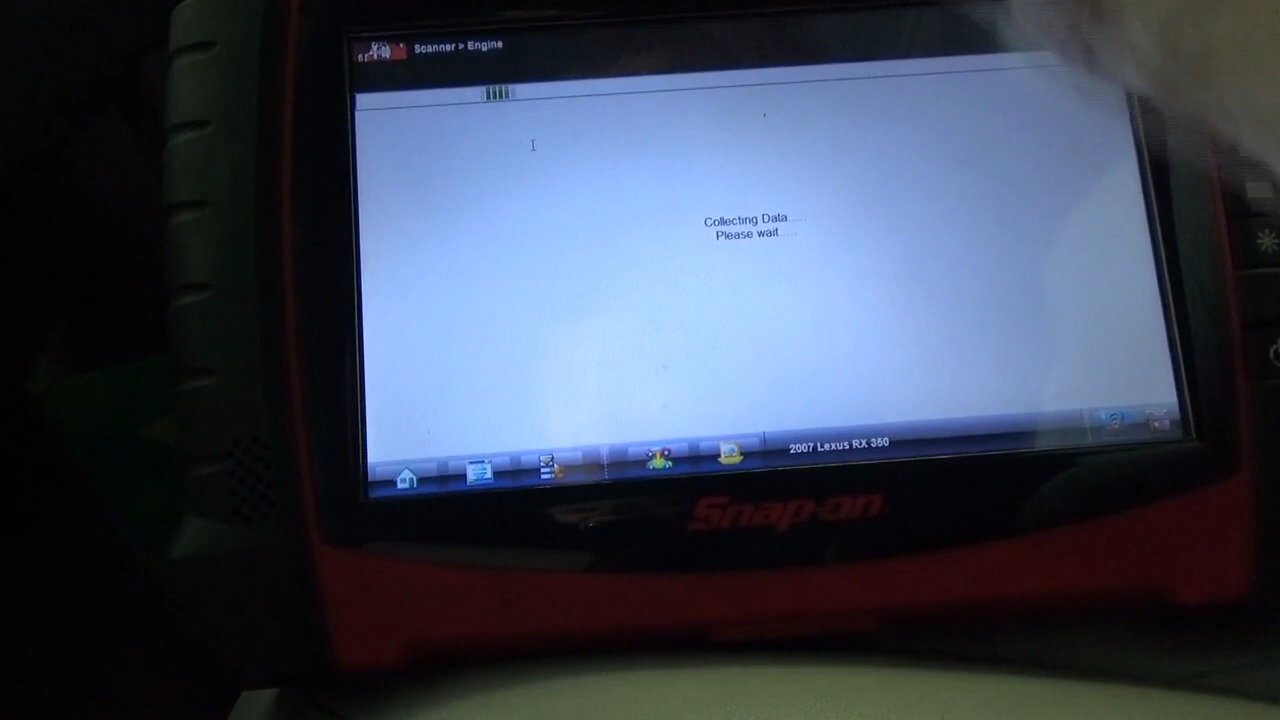 Scanner > Engine
Collecting Data.....
Please wait.....
2007 Lexus RX 350
Snap-on